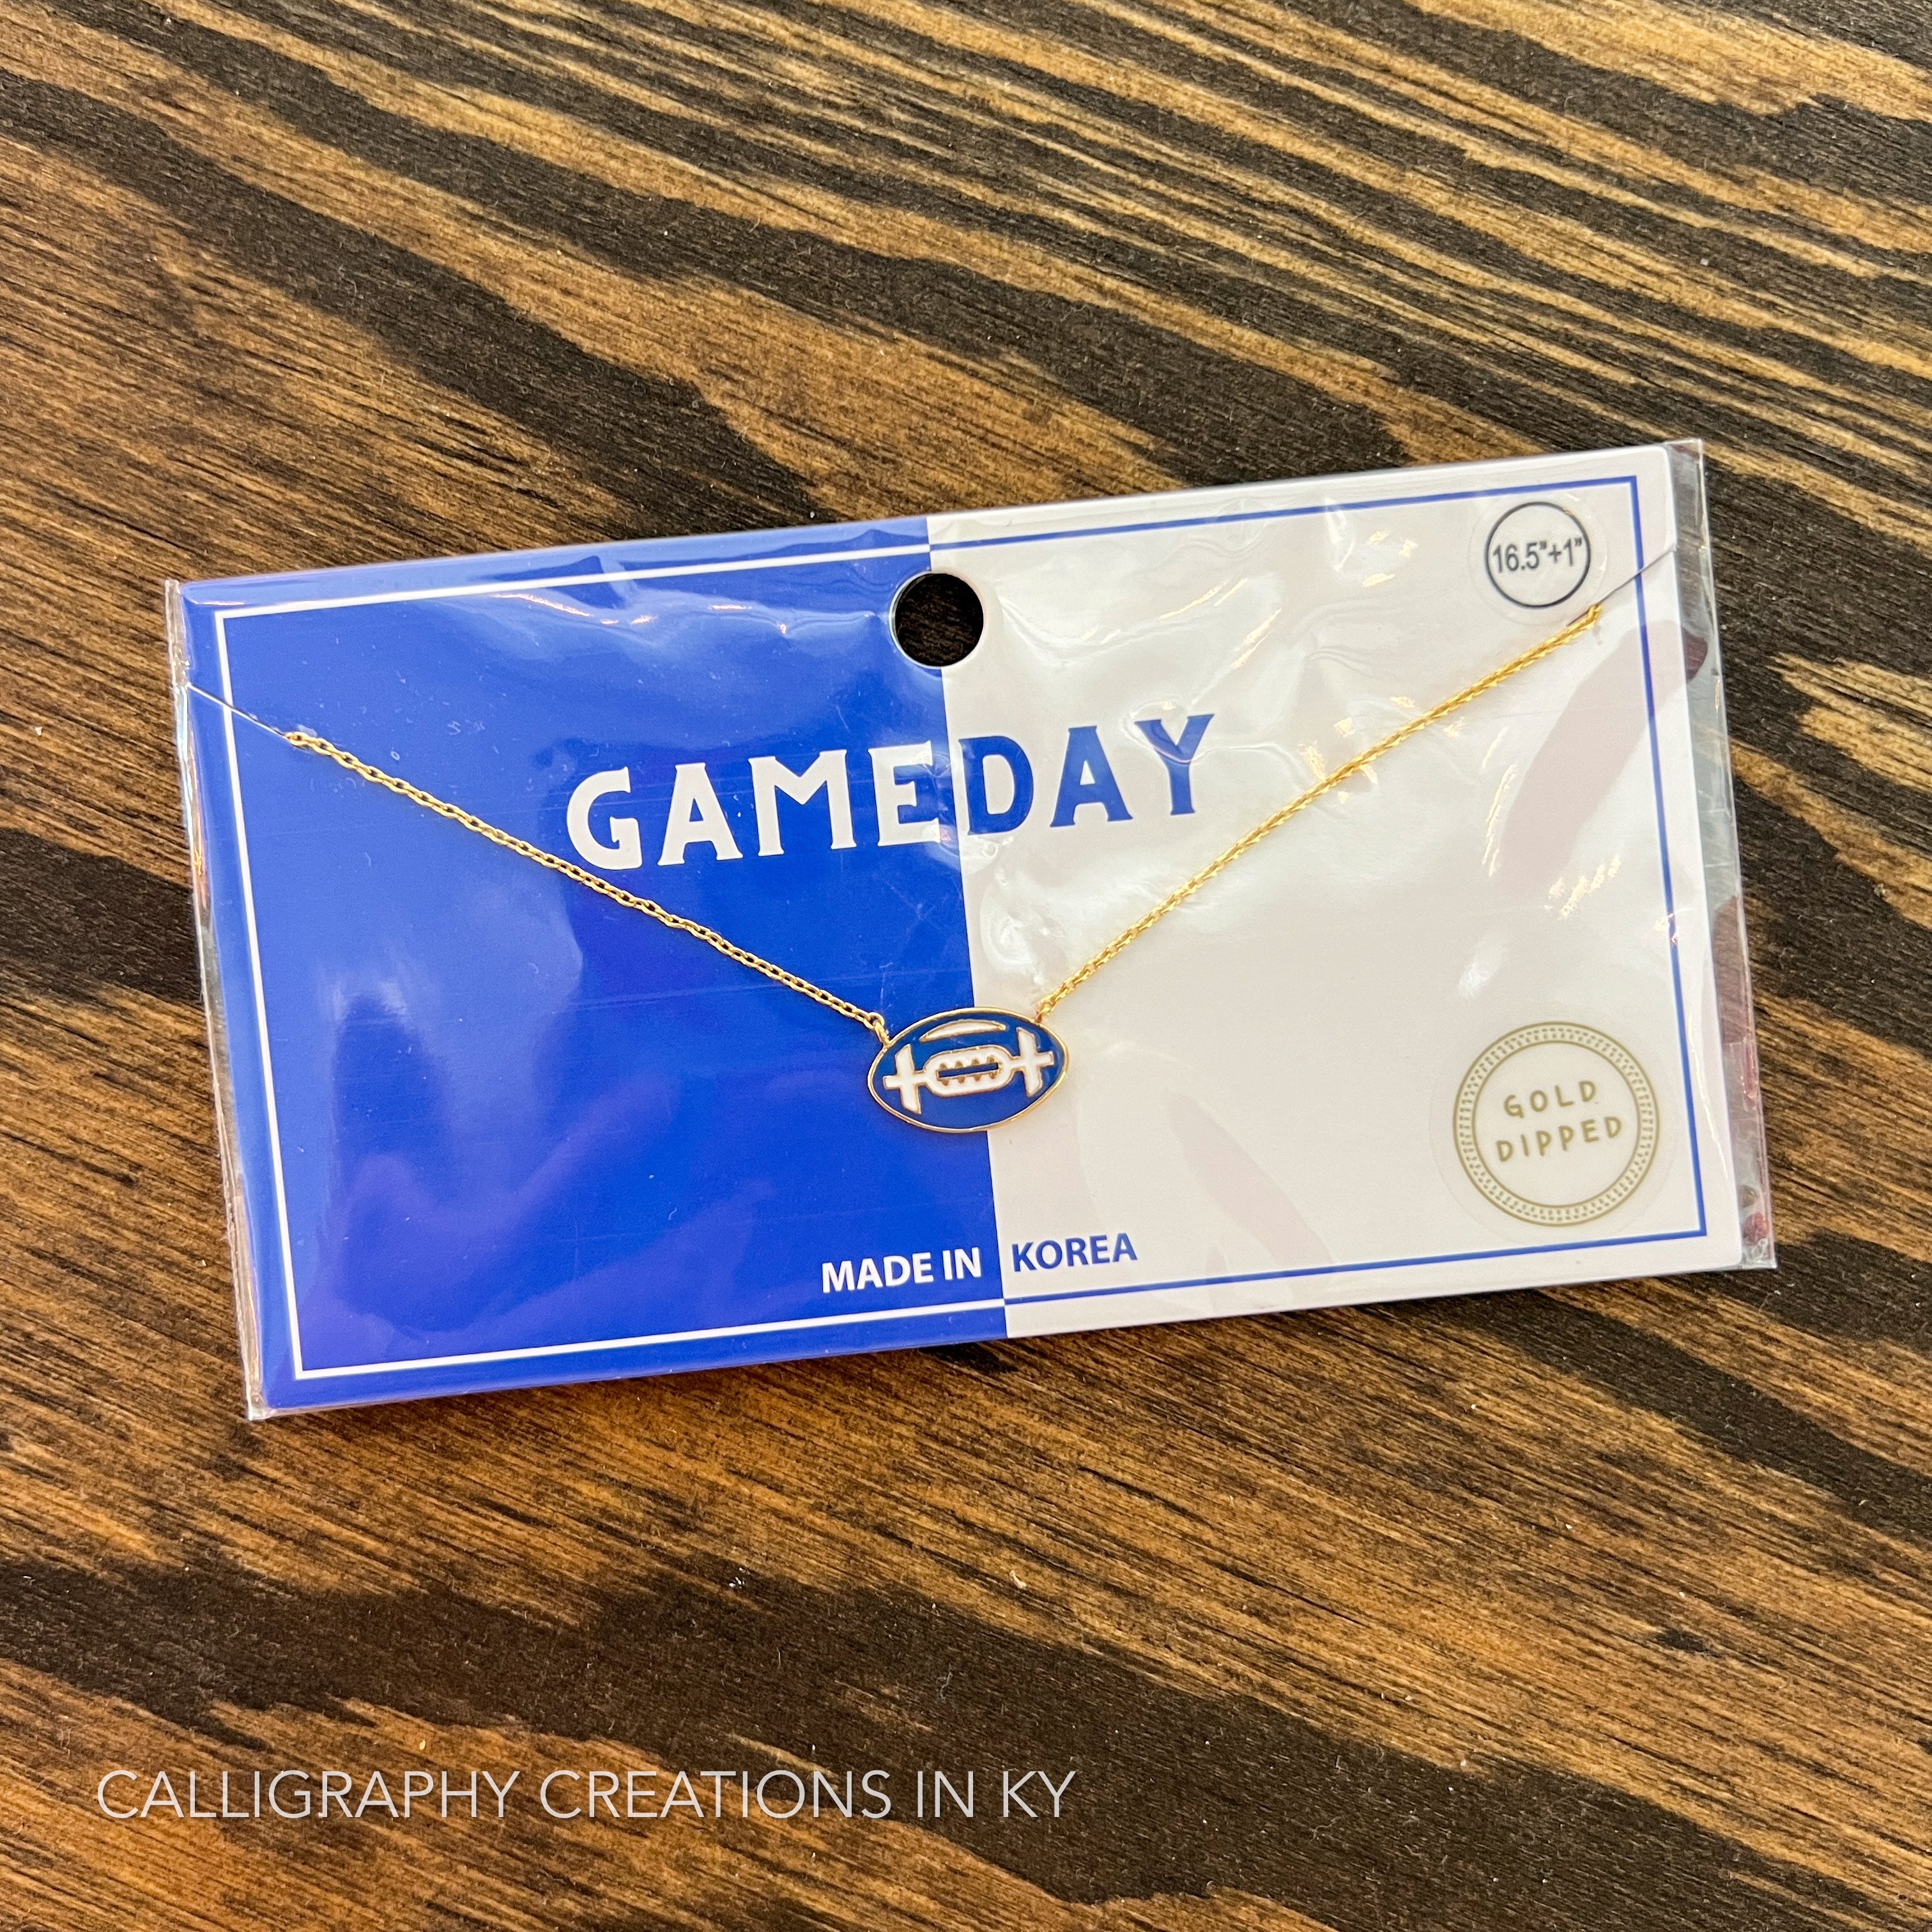 16.5"+1"
GAMEDAY
GOLD
DIPPED
MADE IN KOREA
CALLIGRAPHY CREATIONS IN KY